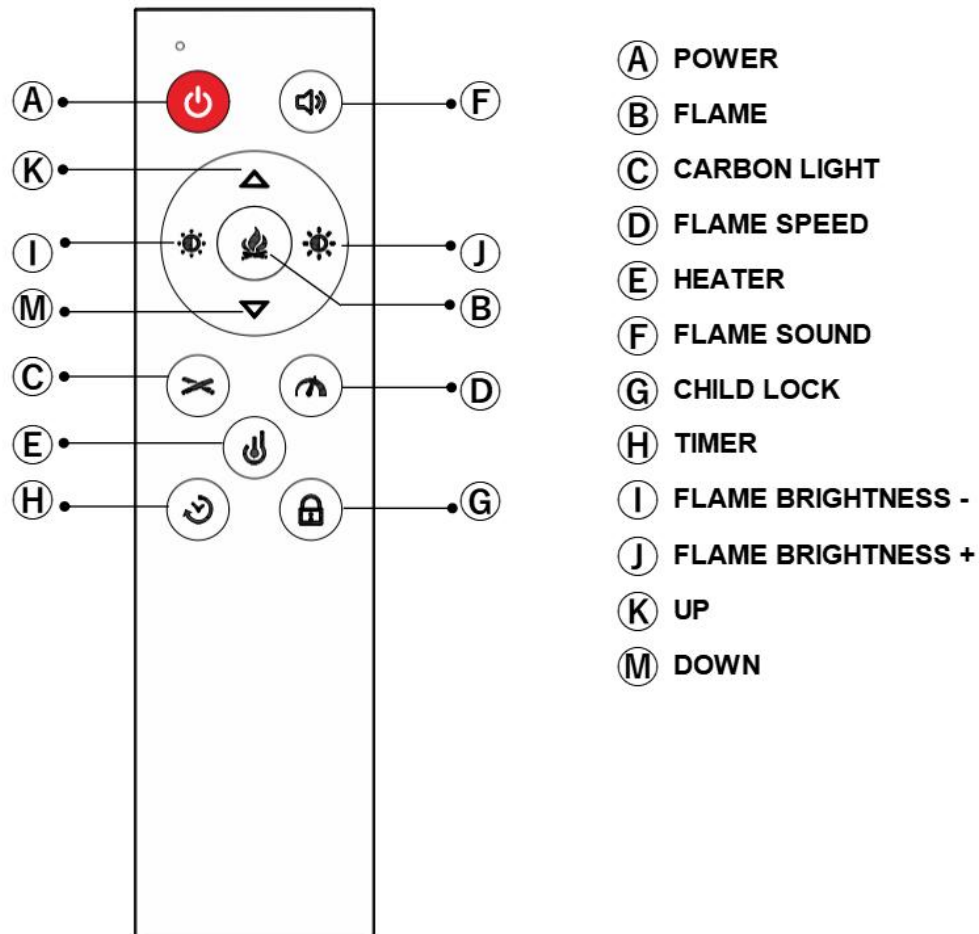 A POWER
F
B FLAME
K
C CARBON LIGHT
D FLAME SPEED
I
J
E HEATER
M
B
F FLAME SOUND
C
D
G CHILD LOCK
E
H TIMER
H
G
I FLAME BRIGHTNESS -
J FLAME BRIGHTNESS +
K UP
M DOWN
A